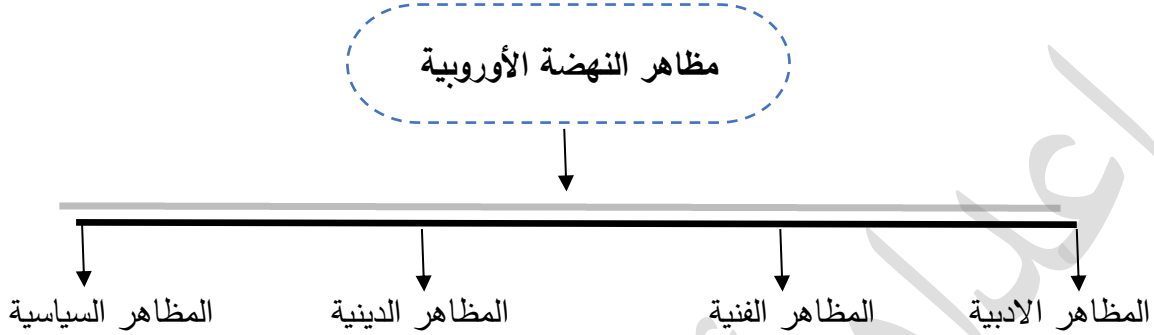 مظاهر النهضة الأوروبية
المظاهر الادبية
المظاهر الفنية
المظاهر الدينية
المظاهر السياسية